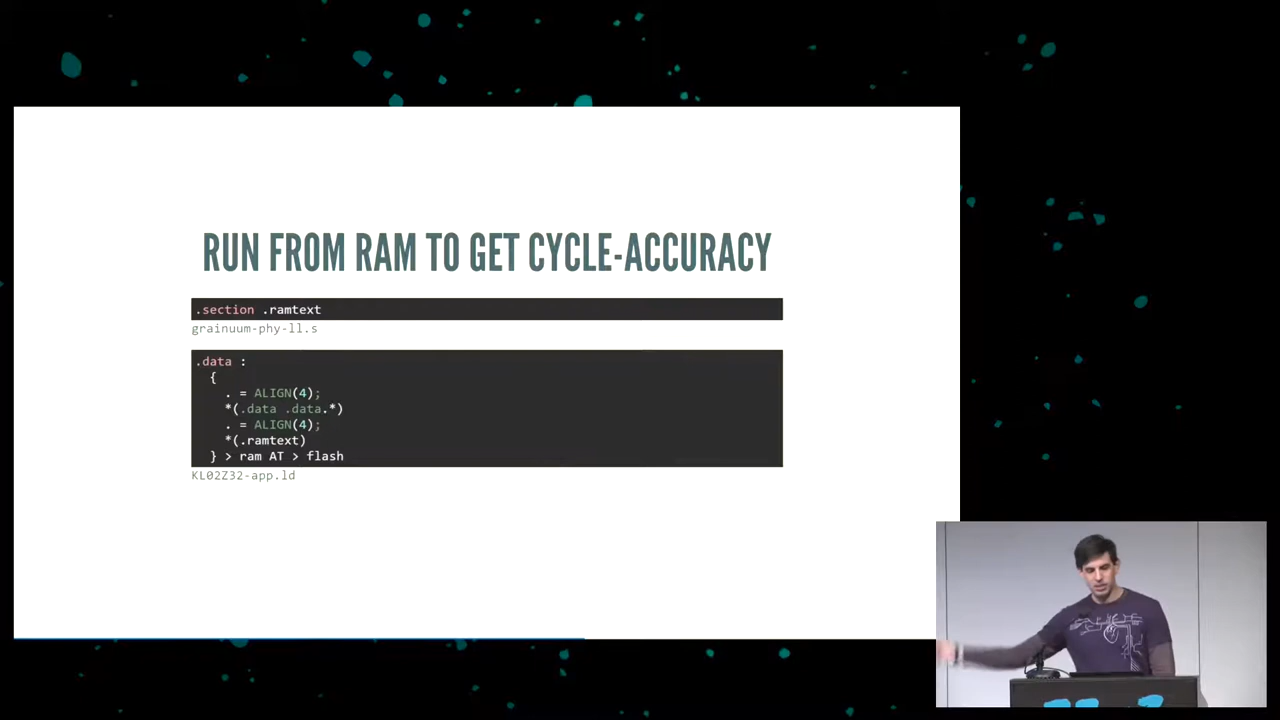 RUN FROM RAM TO GET CYCLE-ACCURACY
.section .ramtext
grainuum-phy-ll.s
.data :
{
. = ALIGN(4);
*(.data .data.*)
. = ALIGN(4);
*(.ramtext)
} > ram AT > flash
KL02Z32-app.ld